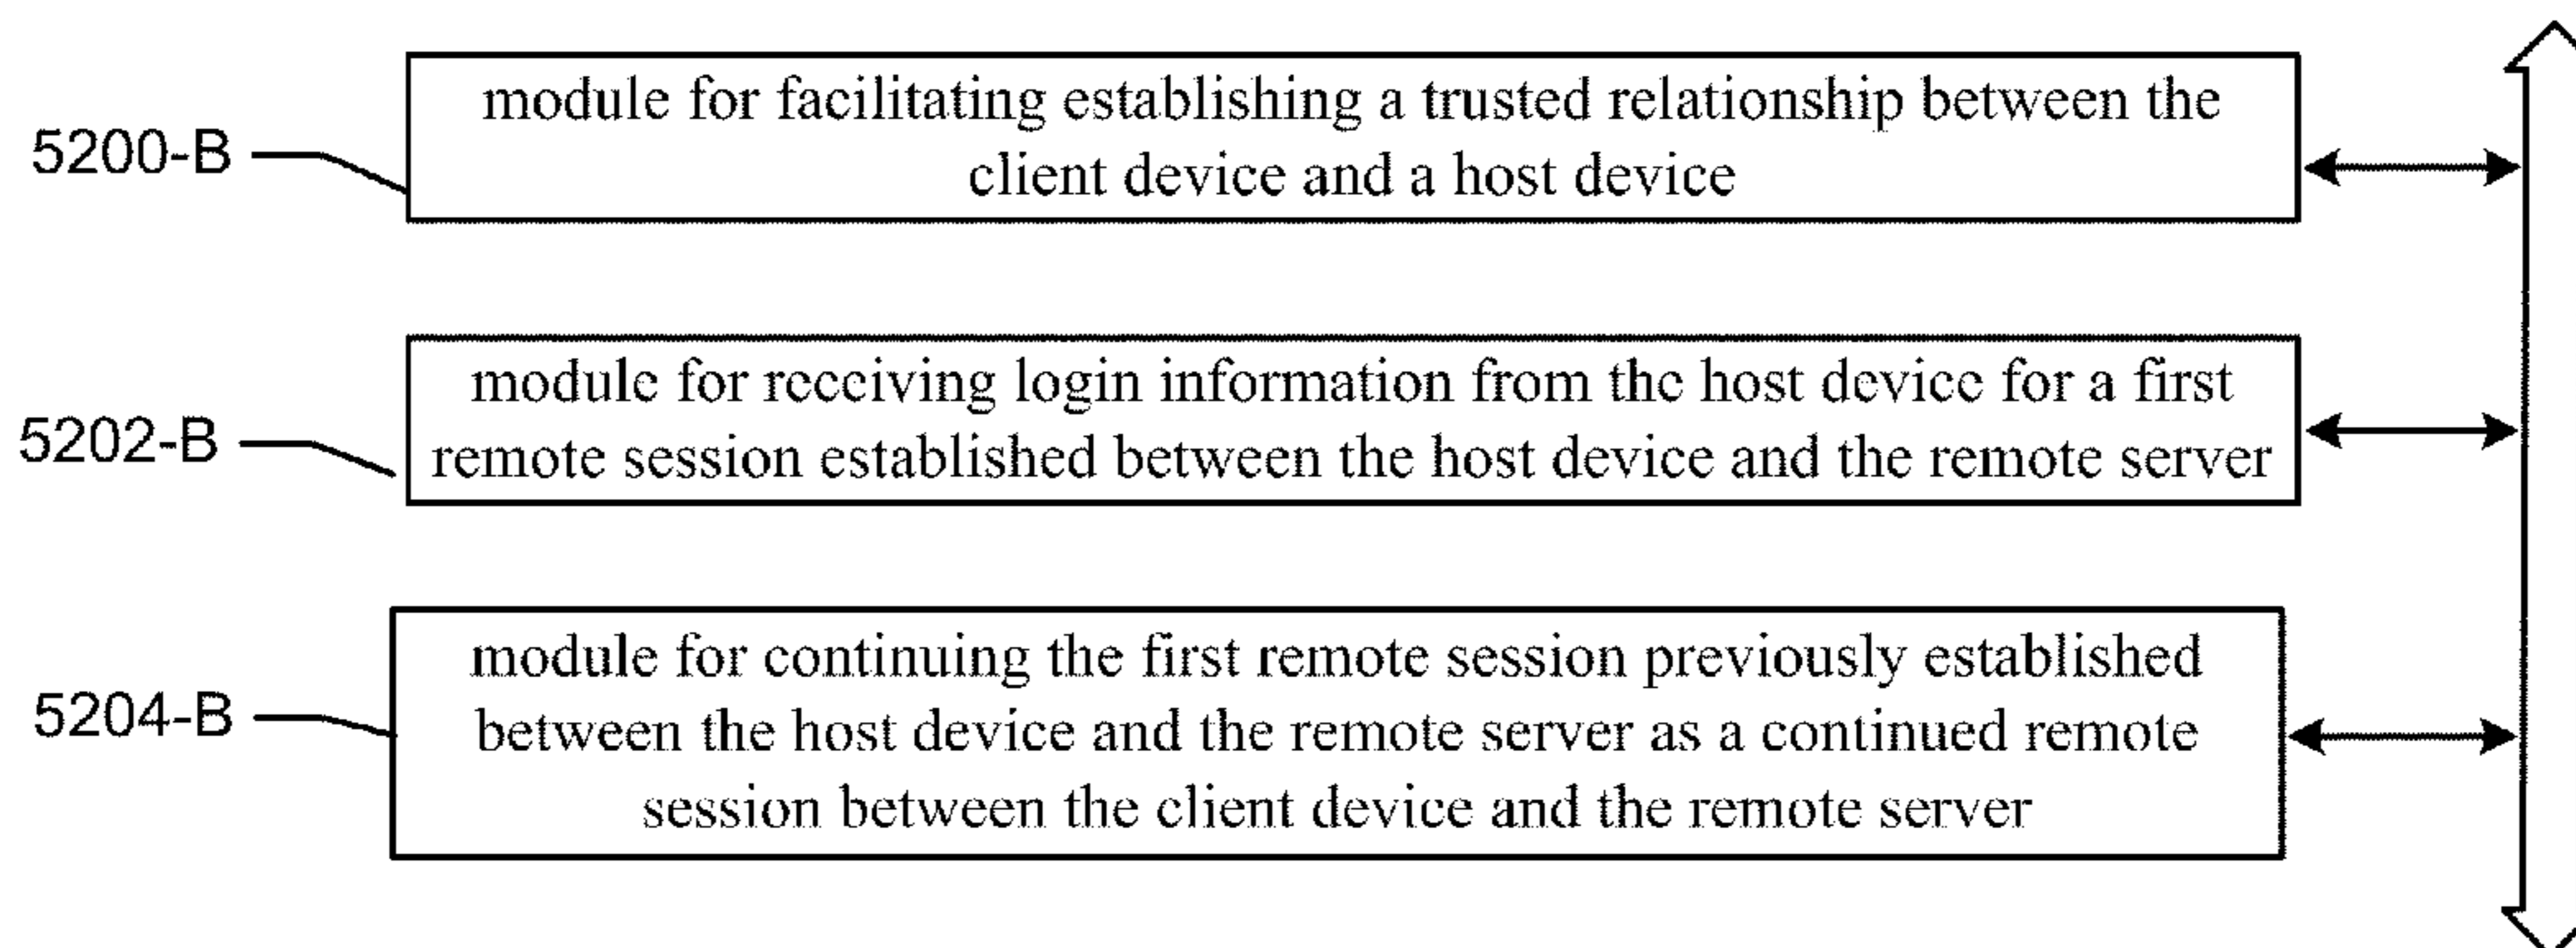 module for facilitating establishing a trusted relationship between the
client device and a host device
5200-B
module for receiving login information from the host device for a first
remote session established between the host device and the remote server
5202-B
module for continuing the first remote session previously established
between the host device and the remote server as a continued remote
session between the client device and the remote server
5204-B